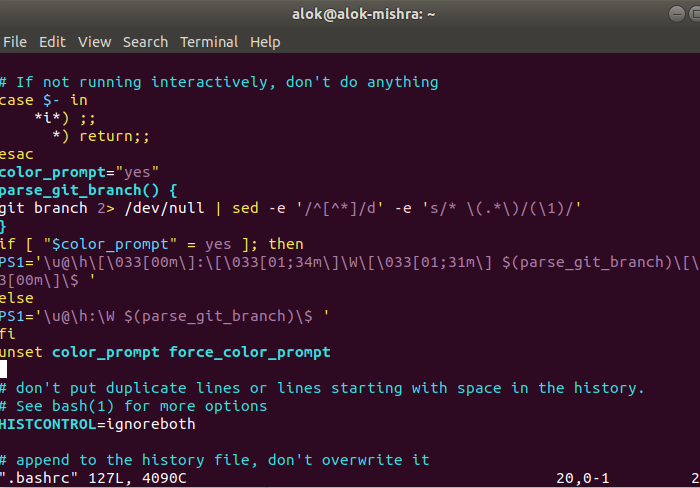 alok@alok-mishra: ~
File Edit View Search Terminal Help
# If not running interactively, don't do anything
case $- in
    *i*) ;;
      *) return;;
esac
color_prompt="yes"
parse_git_branch() {
git branch 2> /dev/null | sed -e '/^[^*]/d' -e 's/* \(.*\)/(\1)/'
}
if [ "$color_prompt" = yes ]; then
PS1='\u@\h\[\033[00m\]:\[\033[01;34m\]\W\[\033[01;31m\] $(parse_git_branch)\[\
3[00m\]\$ '
else
PS1='\u@\h:\W $(parse_git_branch)\$ '
fi
unset color_prompt force_color_prompt
# don't put duplicate lines or lines starting with space in the history.
# See bash(1) for more options
HISTCONTROL=ignoreboth
# append to the history file, don't overwrite it
".bashrc" 127L, 4090C 20,0-1 2